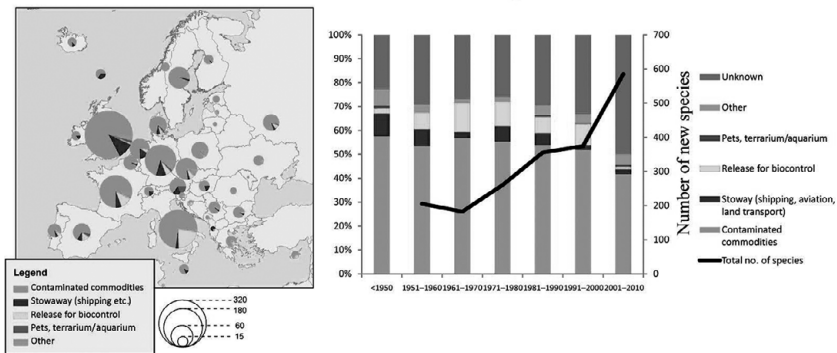 Legend
Contaminated commodities
Stowaway (shipping etc.)
Release for biocontrol
Pets, terrarium/aquarium
Other
320
180
60
15
100%
90%
80%
70%
60%
50%
40%
30%
20%
10%
0%
<1950
1951–1960
1961–1970
1971–1980
1981–1990
1991–2000
2001–2010
700
600
500
400
300
200
100
0
Number of new species
Unknown
Other
Pets, terrarium/aquarium
Release for biocontrol
Stoway (shipping, aviation,
land transport)
Contaminated
commodities
Total no. of species